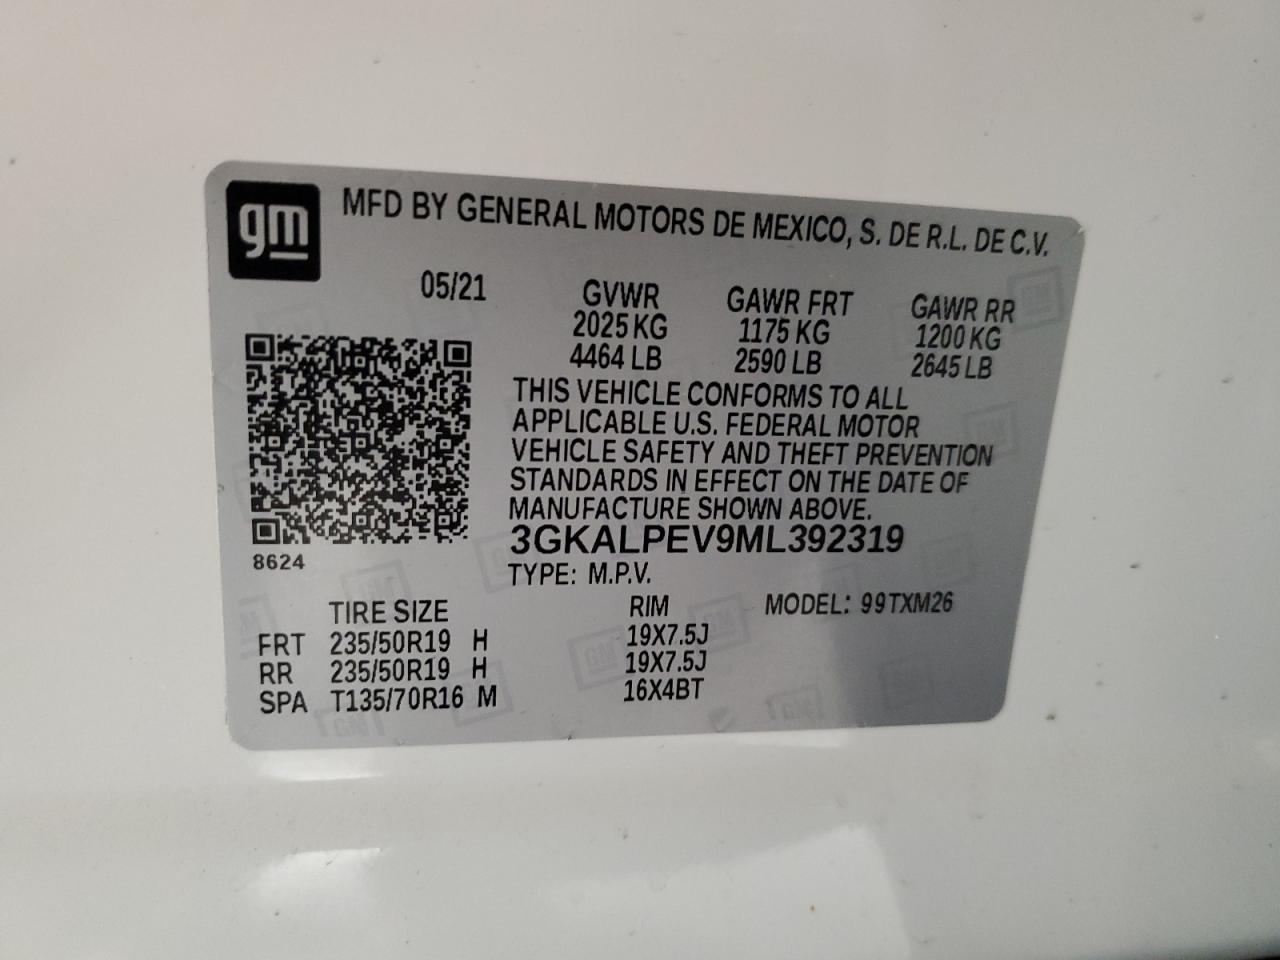 gm MFD BY GENERAL MOTORS DE MEXICO, S. DE R.L. DE C.V.
05/21 GVWR GAWR FRT GAWR RR
2025 KG 1175 KG 1200 KG
4464 LB 2590 LB 2645 LB
THIS VEHICLE CONFORMS TO ALL
APPLICABLE U.S. FEDERAL MOTOR
VEHICLE SAFETY AND THEFT PREVENTION
STANDARDS IN EFFECT ON THE DATE OF
MANUFACTURE SHOWN ABOVE.
3GKALPEV9ML392319
8624
TYPE: M.P.V.
TIRE SIZE RIM MODEL: 99TXM26
FRT 235/50R19 H 19X7.5J
RR 235/50R19 H 19X7.5J
SPA T135/70R16 M 16X4BT